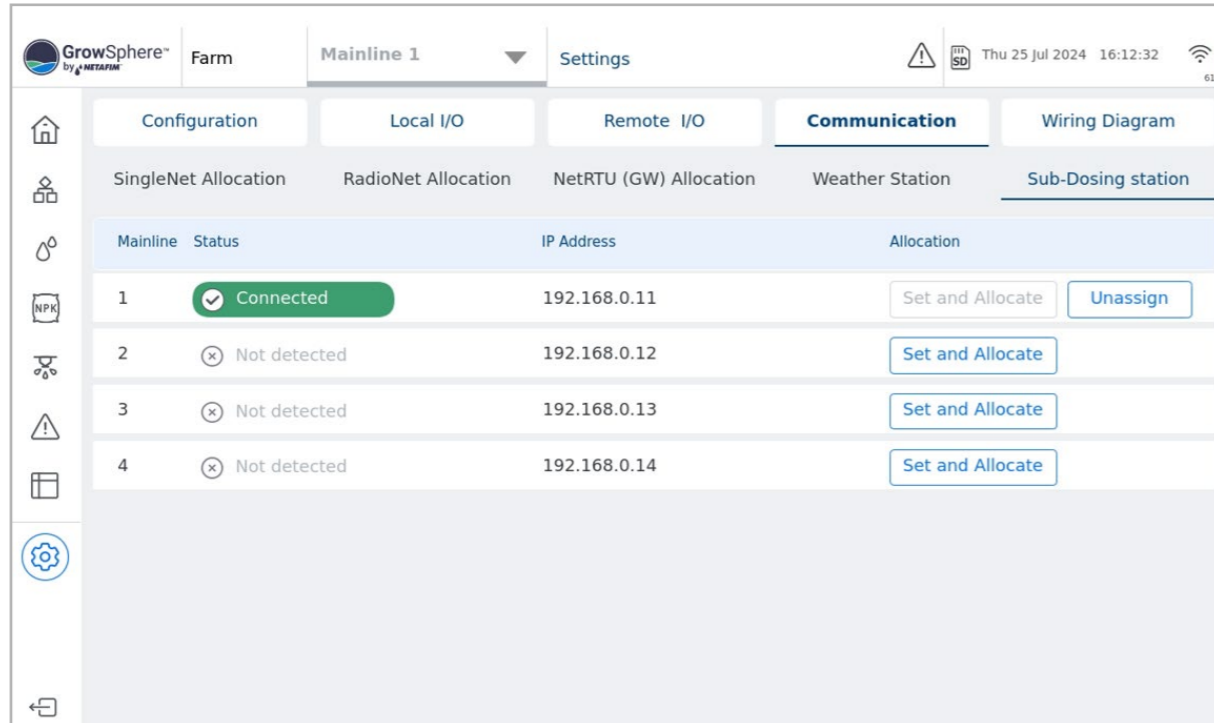 GrowSphere™
by NETAFIM™
Farm
Mainline 1
Settings
SD
Thu 25 Jul 2024 16:12:32
61
Configuration
Local I/O
Remote I/O
Communication
Wiring Diagram
SingleNet Allocation
RadioNet Allocation
NetRTU (GW) Allocation
Weather Station
Sub-Dosing station
Mainline Status IP Address Allocation
1 Connected 192.168.0.11 Set and Allocate Unassign
2 Not detected 192.168.0.12 Set and Allocate
NPK
3 Not detected 192.168.0.13 Set and Allocate
4 Not detected 192.168.0.14 Set and Allocate